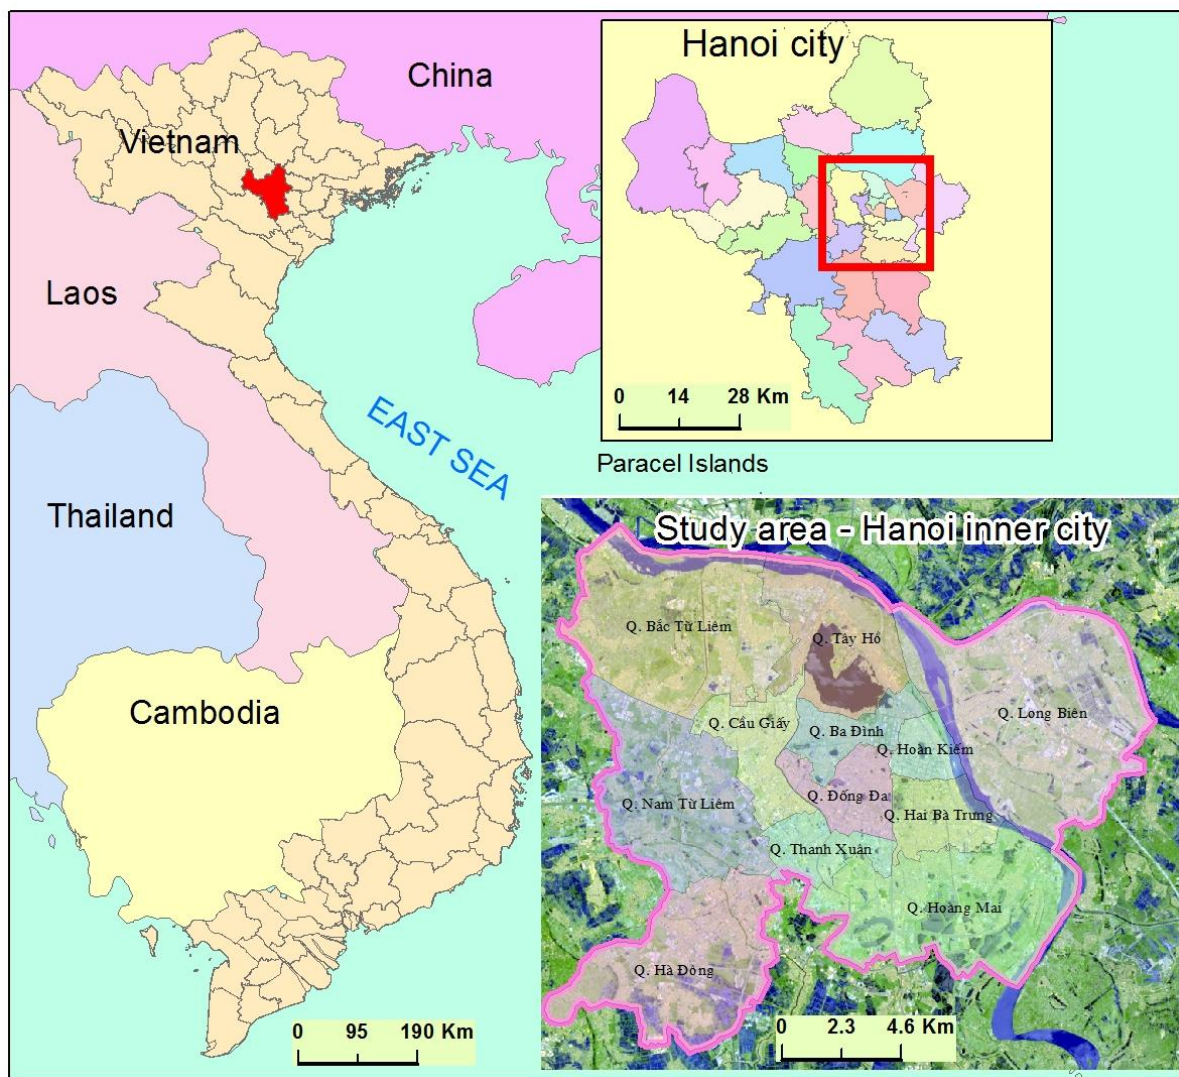 China
Vietnam
Laos
EAST SEA
Thailand
Cambodia
0 95 190 Km
Hanoi city
0 14 28 Km
Paracel Islands
Study area - Hanoi inner city
Q. Bắc Từ Liêm
Q. Tây Hồ
Q. Long Biên
Q. Cầu Giấy
Q. Ba Đình
Q. Hoàn Kiếm
Q. Nam Từ Liêm
Q. Đống Đa
Q. Hai Bà Trưng
Q. Thanh Xuân
Q. Hoàng Mai
Q. Hà Đông
0 2.3 4.6 Km